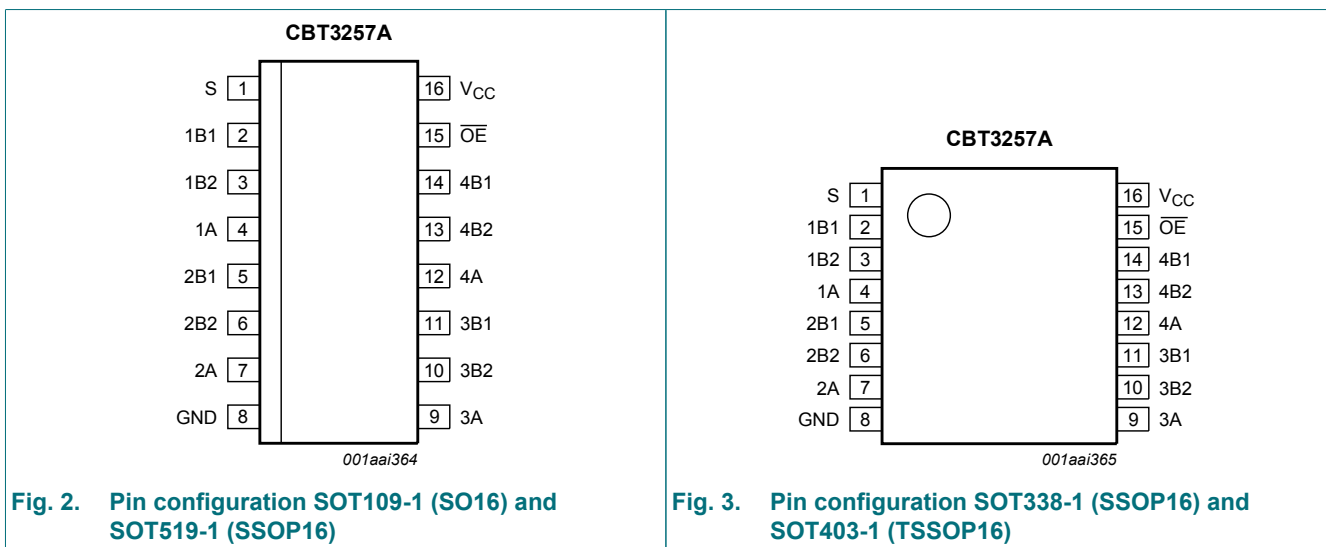 CBT3257A
S 1 16 VCC
1B1 2 15 OE
1B2 3 14 4B1
1A 4 13 4B2
2B1 5 12 4A
2B2 6 11 3B1
2A 7 10 3B2
GND 8 9 3A
001aai364
Fig. 2. Pin configuration SOT109-1 (SO16) and
SOT519-1 (SSOP16)
CBT3257A
S 1 16 VCC
1B1 2 15 OE
1B2 3 14 4B1
1A 4 13 4B2
2B1 5 12 4A
2B2 6 11 3B1
2A 7 10 3B2
GND 8 9 3A
001aai365
Fig. 3. Pin configuration SOT338-1 (SSOP16) and
SOT403-1 (TSSOP16)